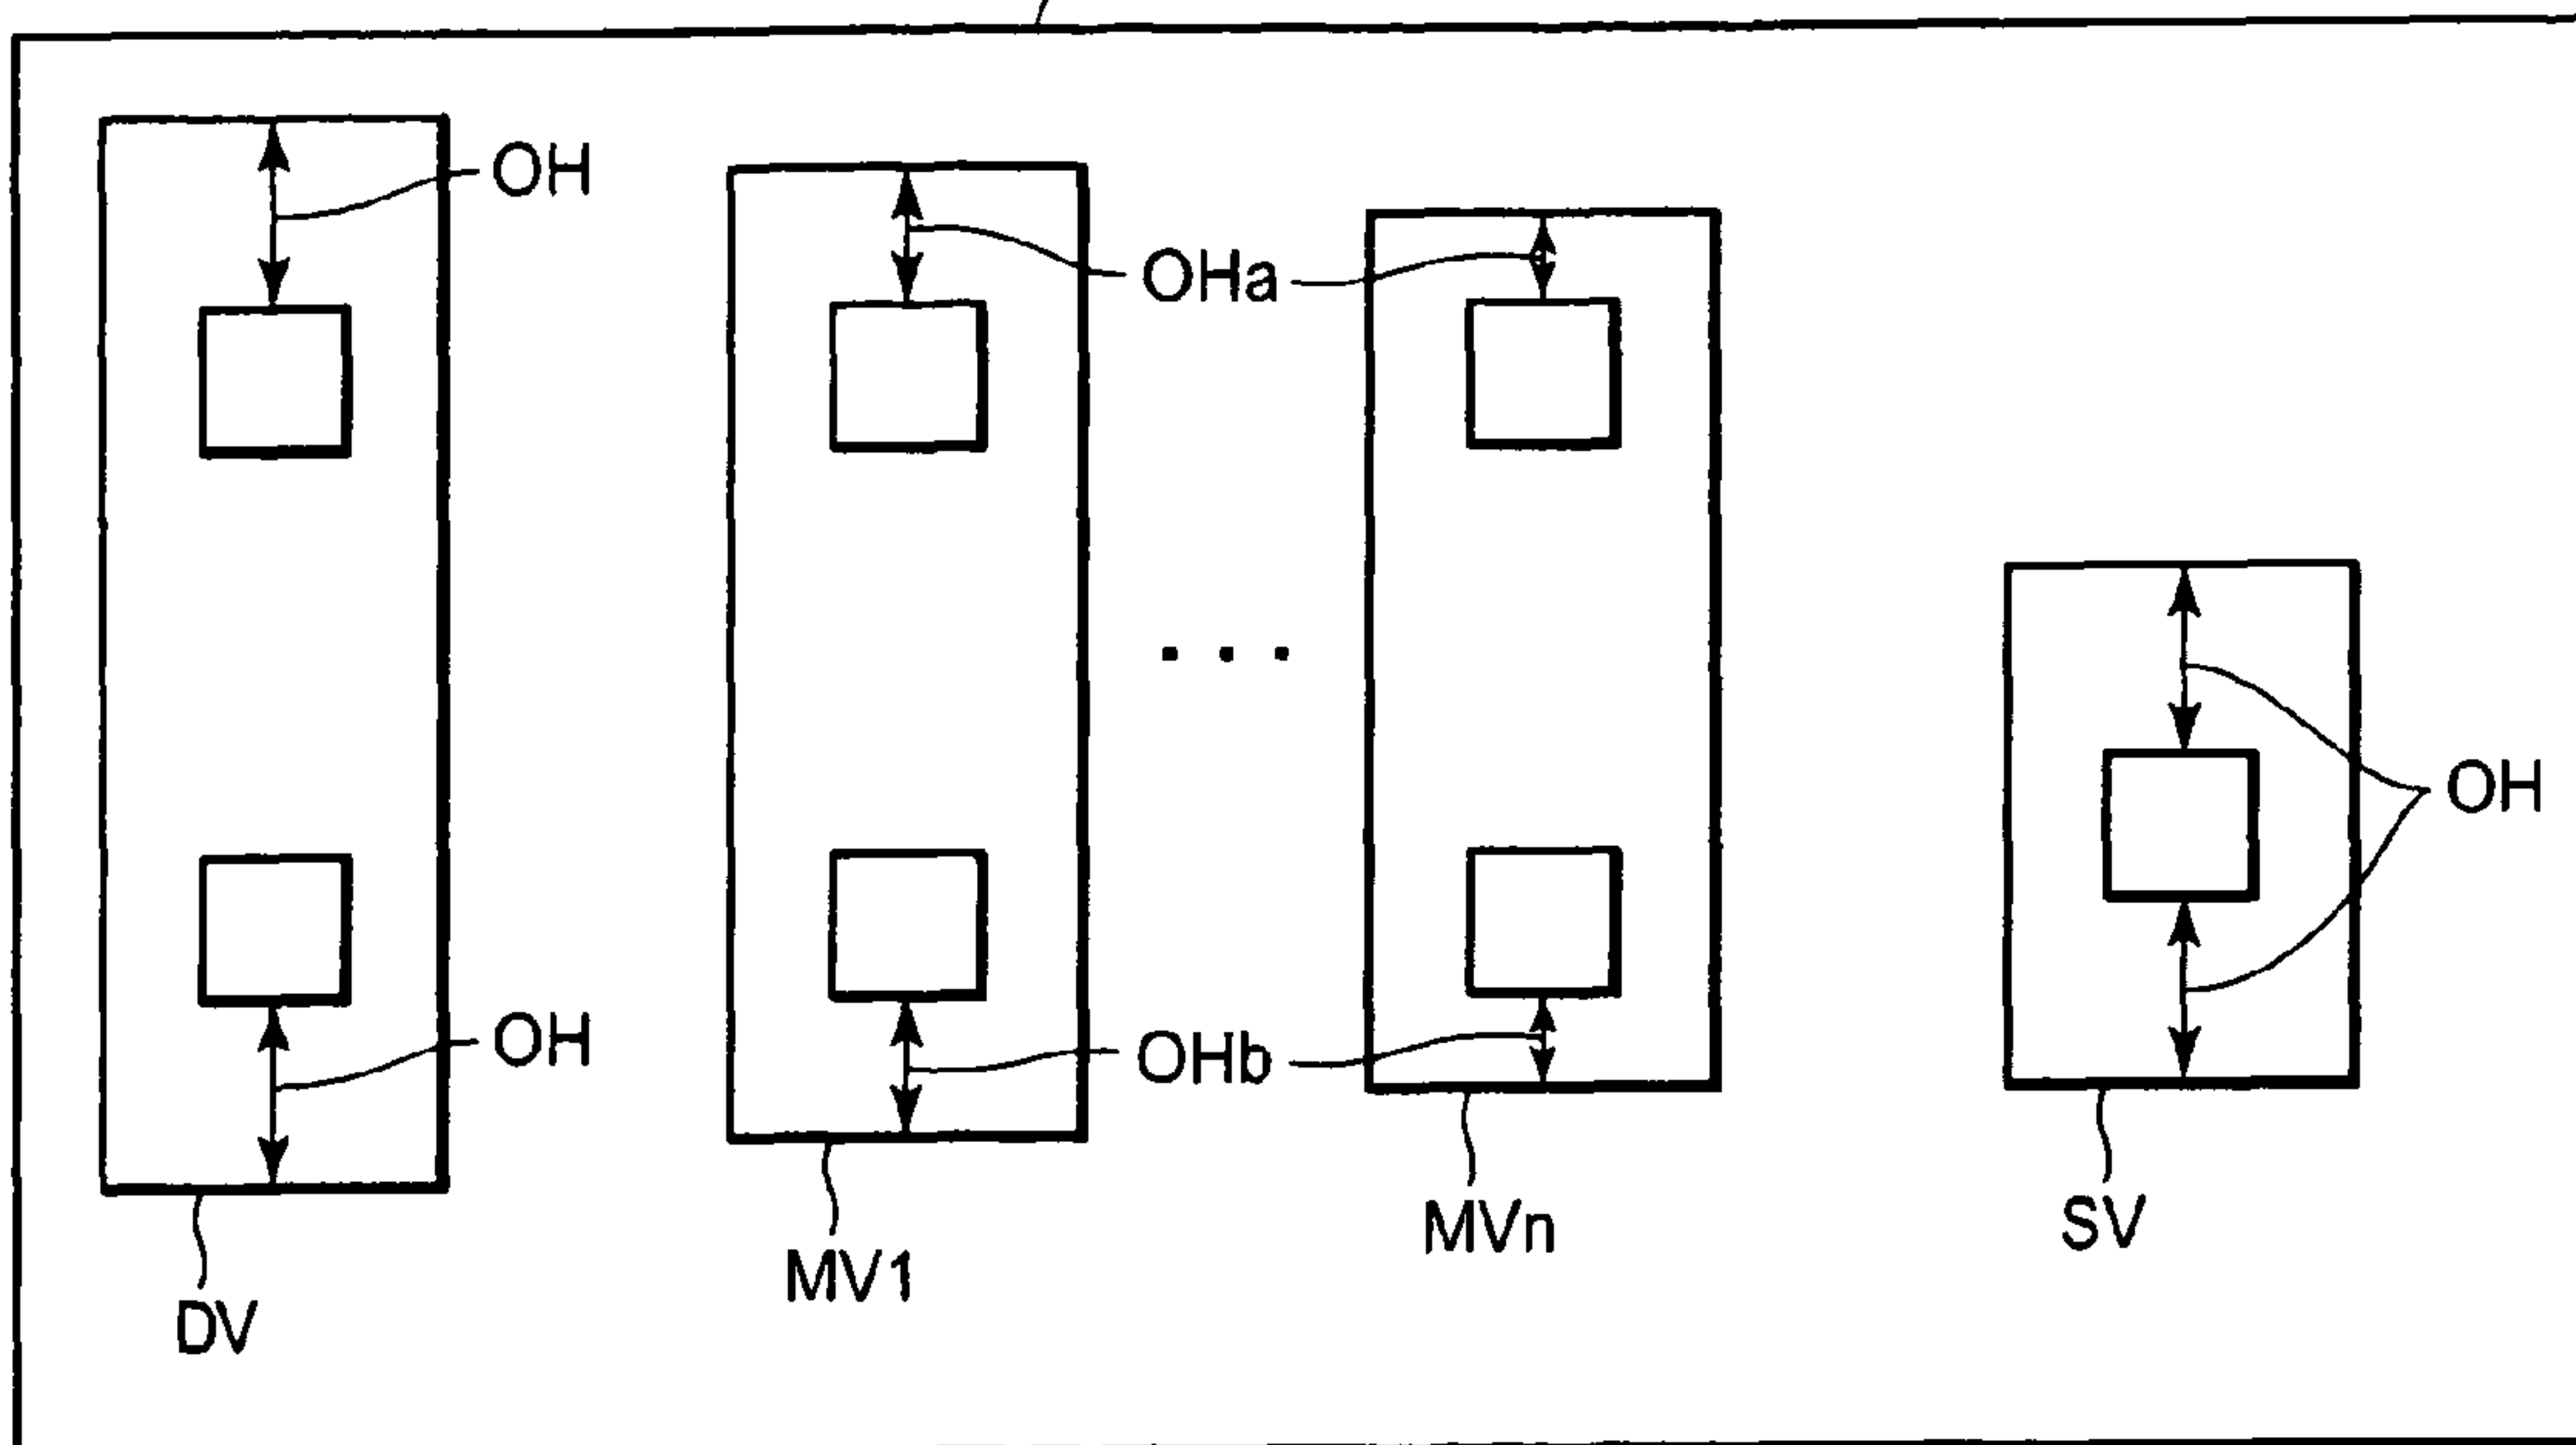 OH
OHa
OH
OH
OHb
DV
MV1
. . .
MVn
SV